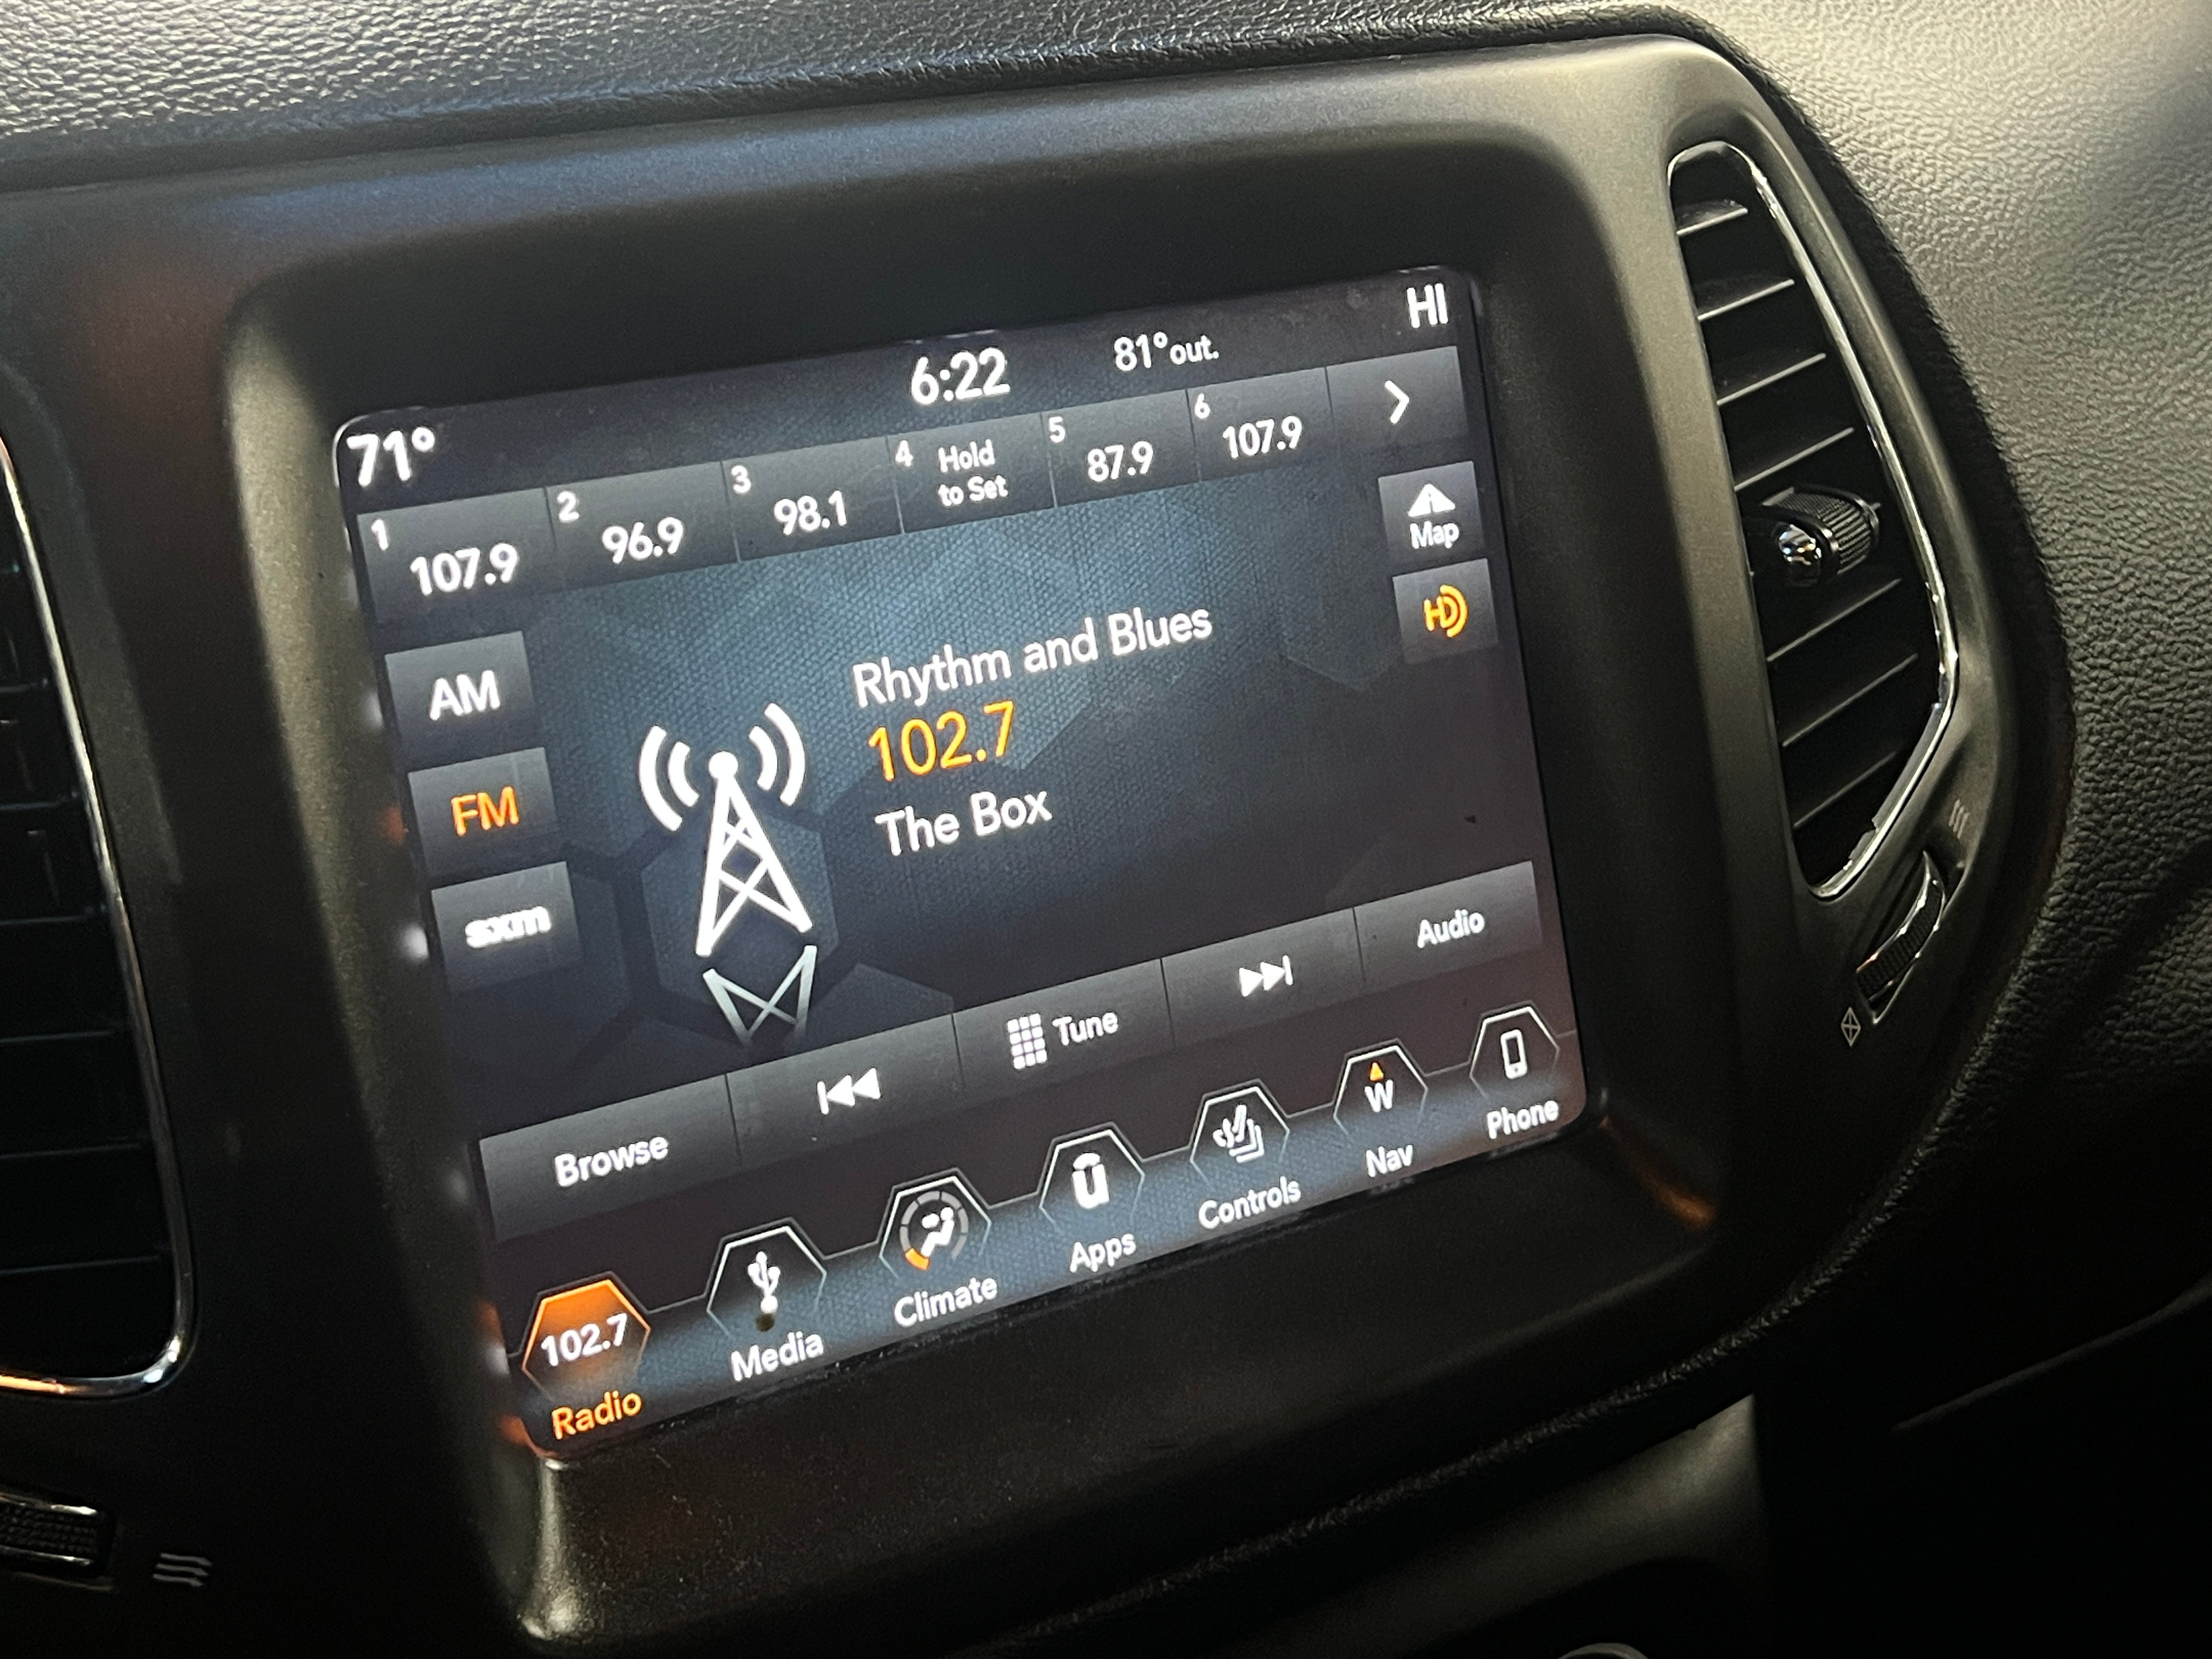 71°
6:22
81°out.
HI
1
107.9
2
96.9
3
98.1
4
Hold
to Set
5
87.9
6
107.9
Map
HD
AM
FM
sxm
Rhythm and Blues
102.7
The Box
Browse
Tune
Audio
102.7
Radio
Media
Climate
Apps
Controls
W
Nav
Phone